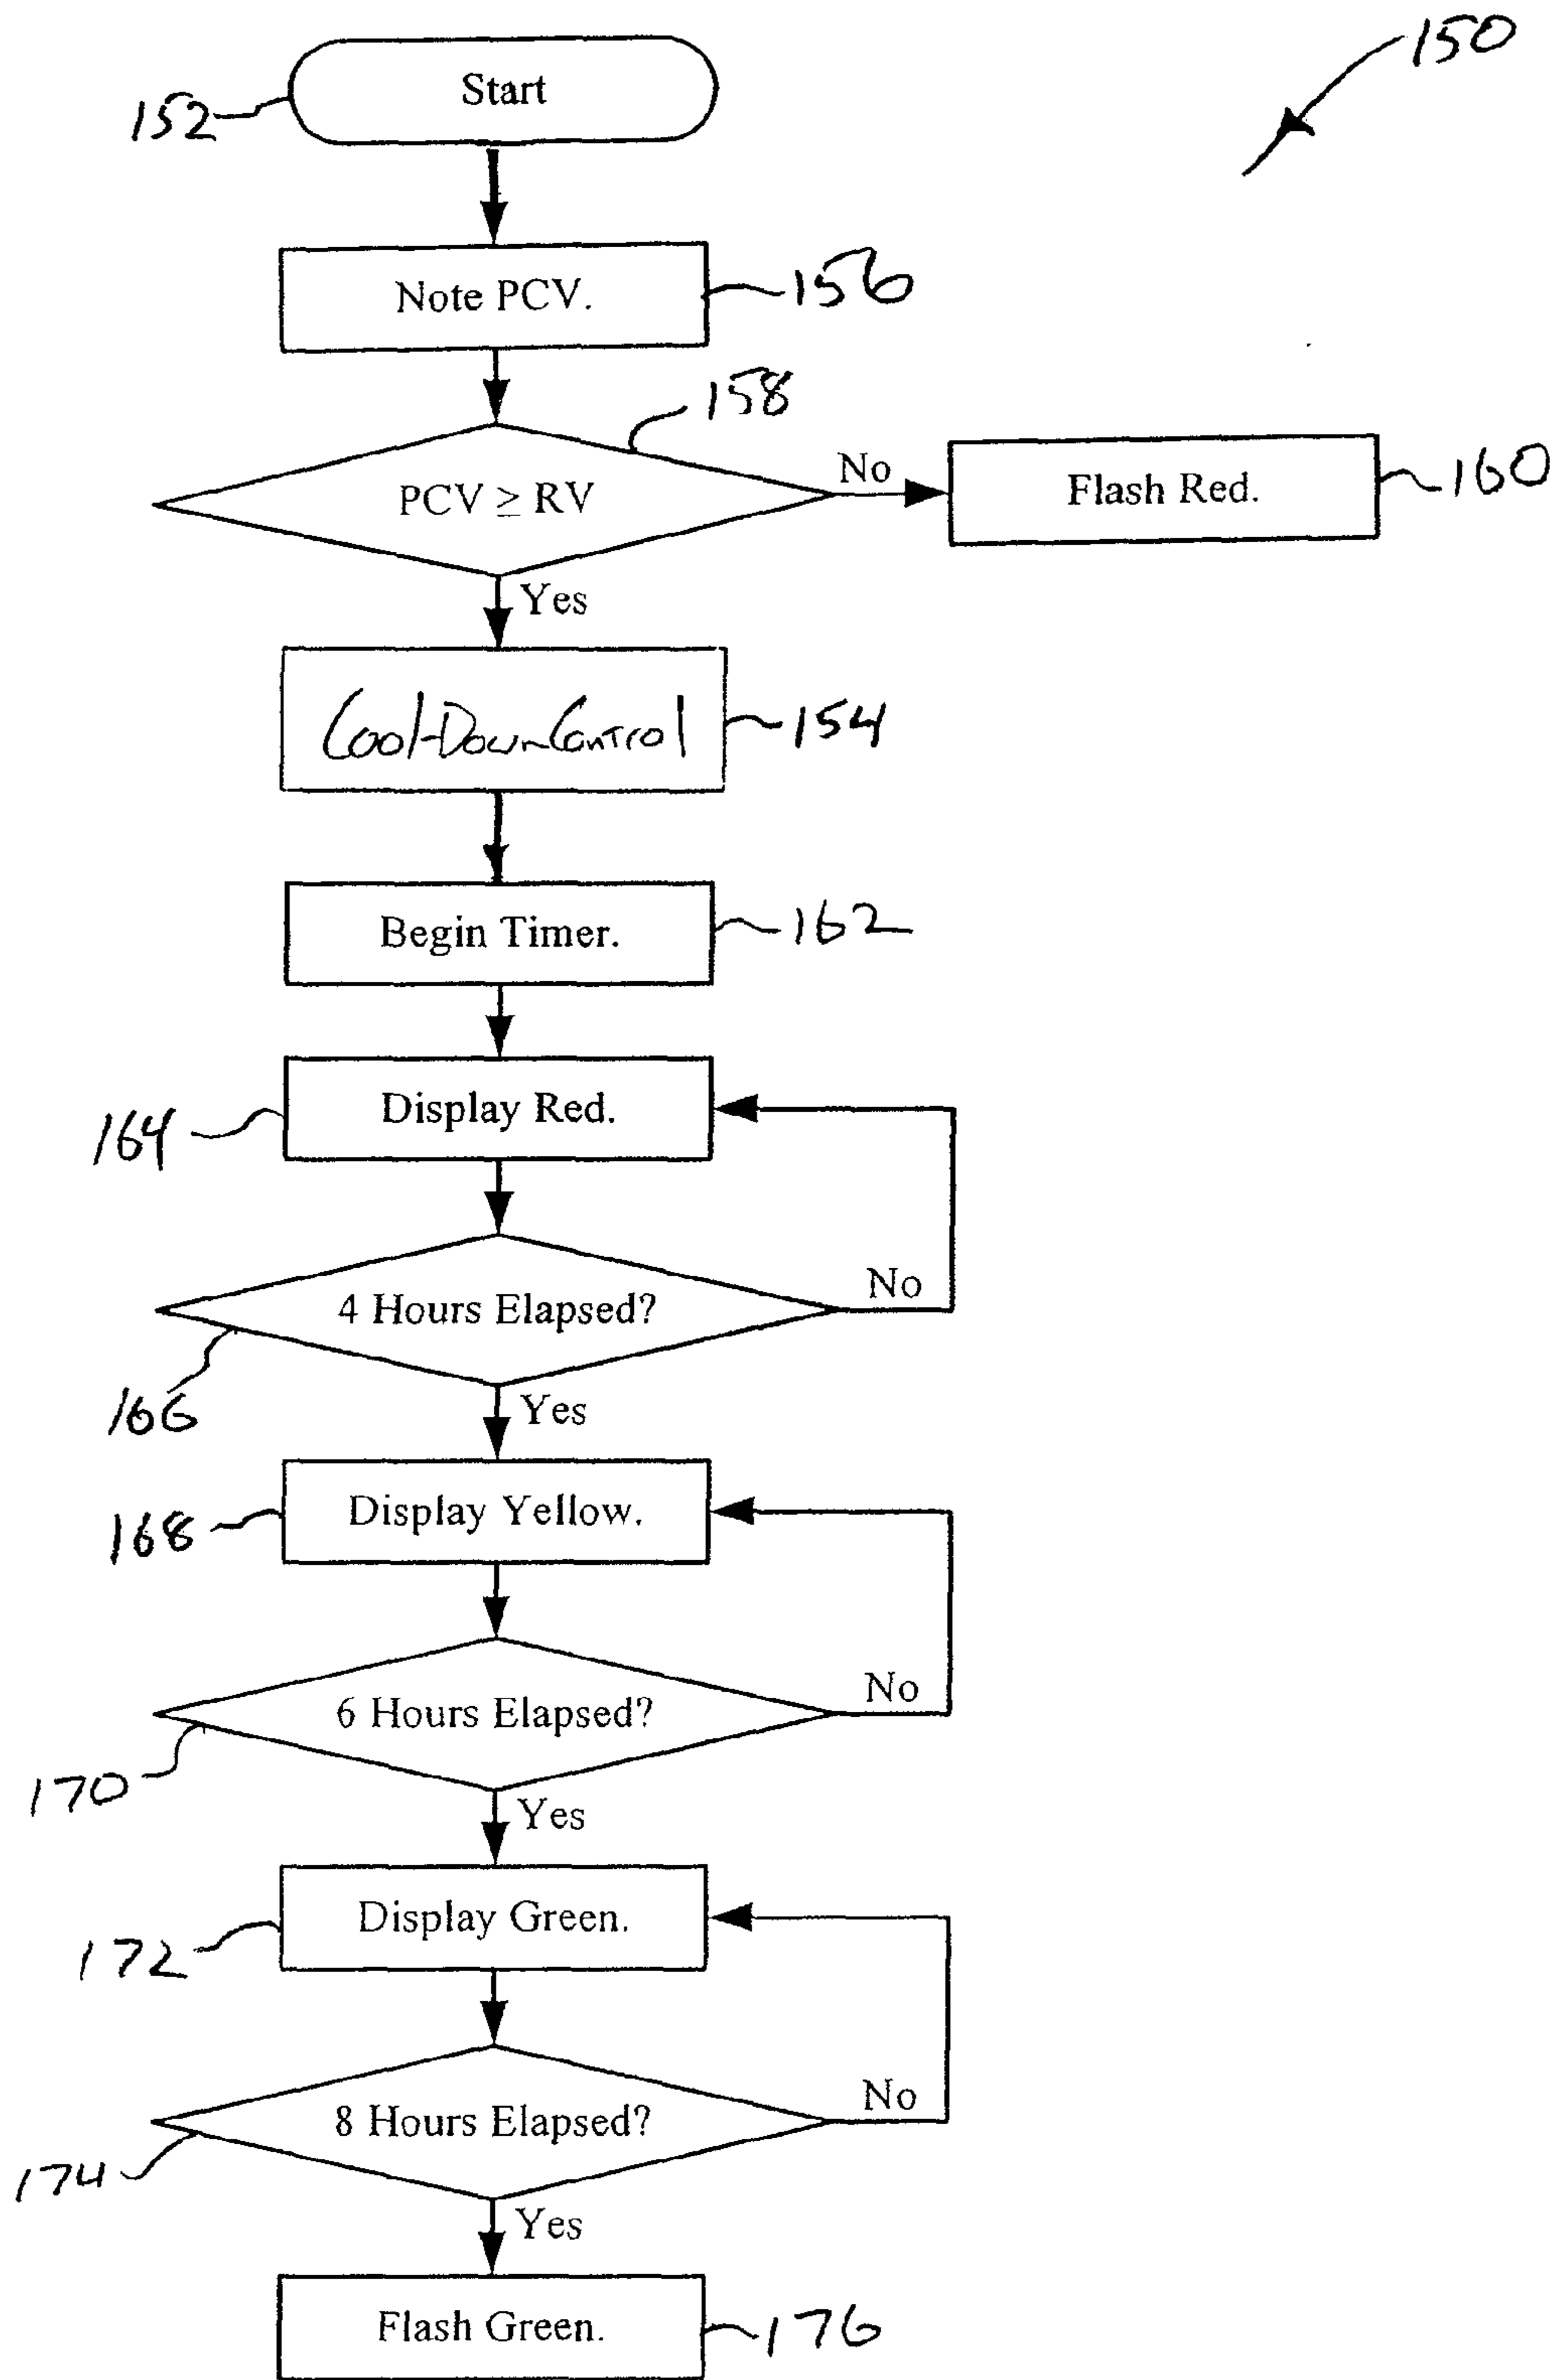 150
Start
152
Note PCV.
156
158
PCV ≥ RV
No
Flash Red.
160
Yes
Cool-Down Control
154
Begin Timer.
162
Display Red.
164
4 Hours Elapsed?
No
166
Yes
Display Yellow.
168
6 Hours Elapsed?
No
170
Yes
Display Green.
172
8 Hours Elapsed?
No
174
Yes
Flash Green.
176